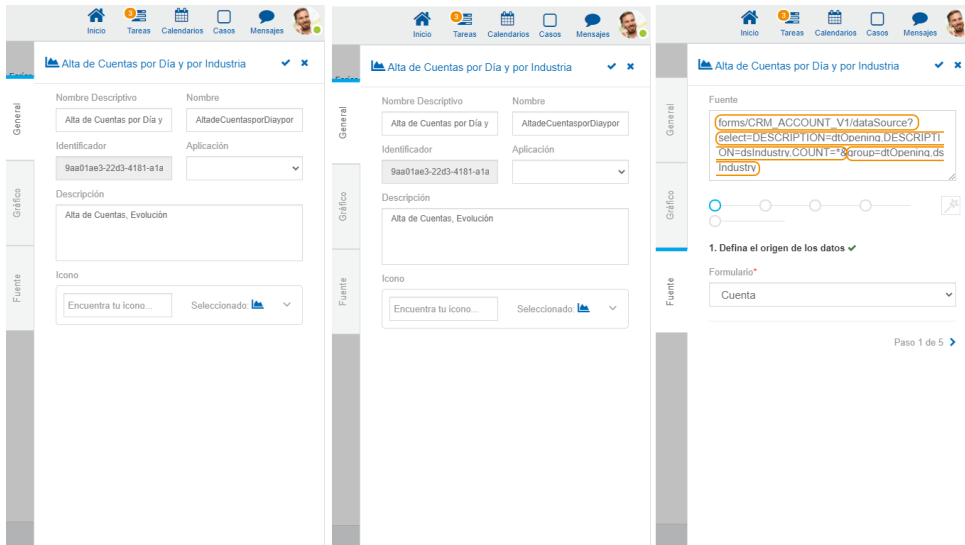 3
Inicio Tareas Calendarios Casos Mensajes
Alta de Cuentas por Día y por Industria
General
Gráfico
Fuente
Nombre Descriptivo Nombre
Alta de Cuentas por Día y AltadeCuentasporDiaypor
Identificador Aplicación
9aa01ae3-22d3-4181-a1a
Descripción
Alta de Cuentas, Evolución
Icono
Encuentra tu icono... Seleccionado:
3
Inicio Tareas Calendarios Casos Mensajes
Alta de Cuentas por Día y por Industria
General
Gráfico
Fuente
Nombre Descriptivo Nombre
Alta de Cuentas por Día y AltadeCuentasporDiaypor
Identificador Aplicación
9aa01ae3-22d3-4181-a1a
Descripción
Alta de Cuentas, Evolución
Icono
Encuentra tu icono... Seleccionado:
3
Inicio Tareas Calendarios Casos Mensajes
Alta de Cuentas por Día y por Industria
General
Gráfico
Fuente
Fuente
forms/CRM_ACCOUNT_V1/dataSource?
select=DESCRIPTION=dtOpening,DESCRIPTI
ON=dsIndustry,COUNT=*&group=dtOpening,ds
Industry
1. Defina el origen de los datos
Formulario*
Cuenta
Paso 1 de 5